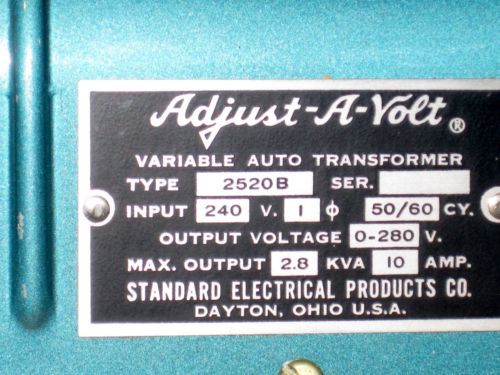 Adjust-A-Volt ®
VARIABLE AUTO TRANSFORMER
TYPE 2520B SER.
INPUT 240 V. 1 ϕ 50/60 CY.
OUTPUT VOLTAGE 0-280 V.
MAX. OUTPUT 2.8 KVA 10 AMP.
STANDARD ELECTRICAL PRODUCTS CO.
DAYTON, OHIO U.S.A.